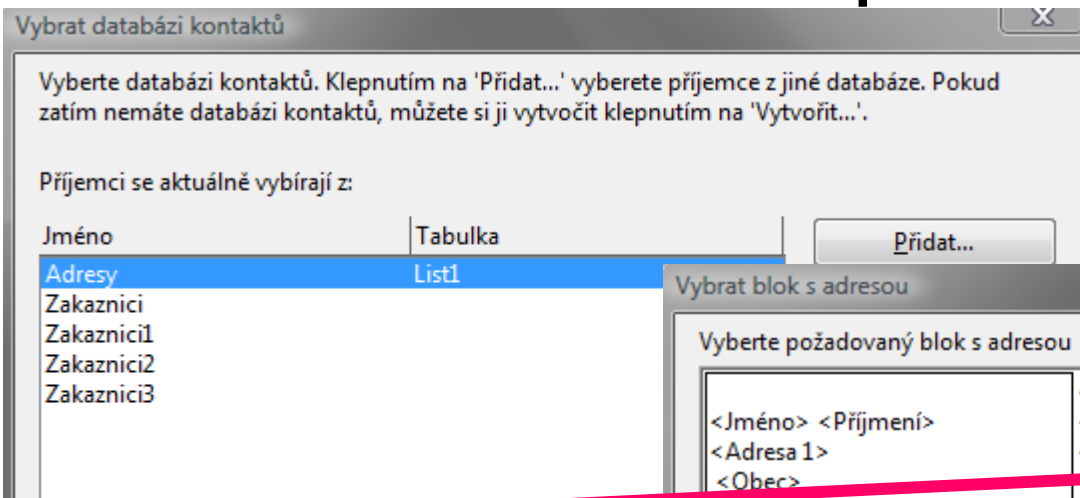 Vybrat databázi kontaktů
Vyberte databázi kontaktů. Klepnutím na 'Přidat...' vyberete příjemce z jiné databáze. Pokud
zatím nemáte databázi kontaktů, můžete si ji vytvočit klepnutím na 'Vytvořit...'.
Příjemci se aktuálně vybírají z:
Jméno Tabulka
Přidat...
Adresy List1
Zakaznici
Zakaznici1
Zakaznici2
Zakaznici3
Vybrat blok s adresou
Vyberte požadovaný blok s adresou
<Jméno> <Příjmení>
<Adresa 1>
<Obec>